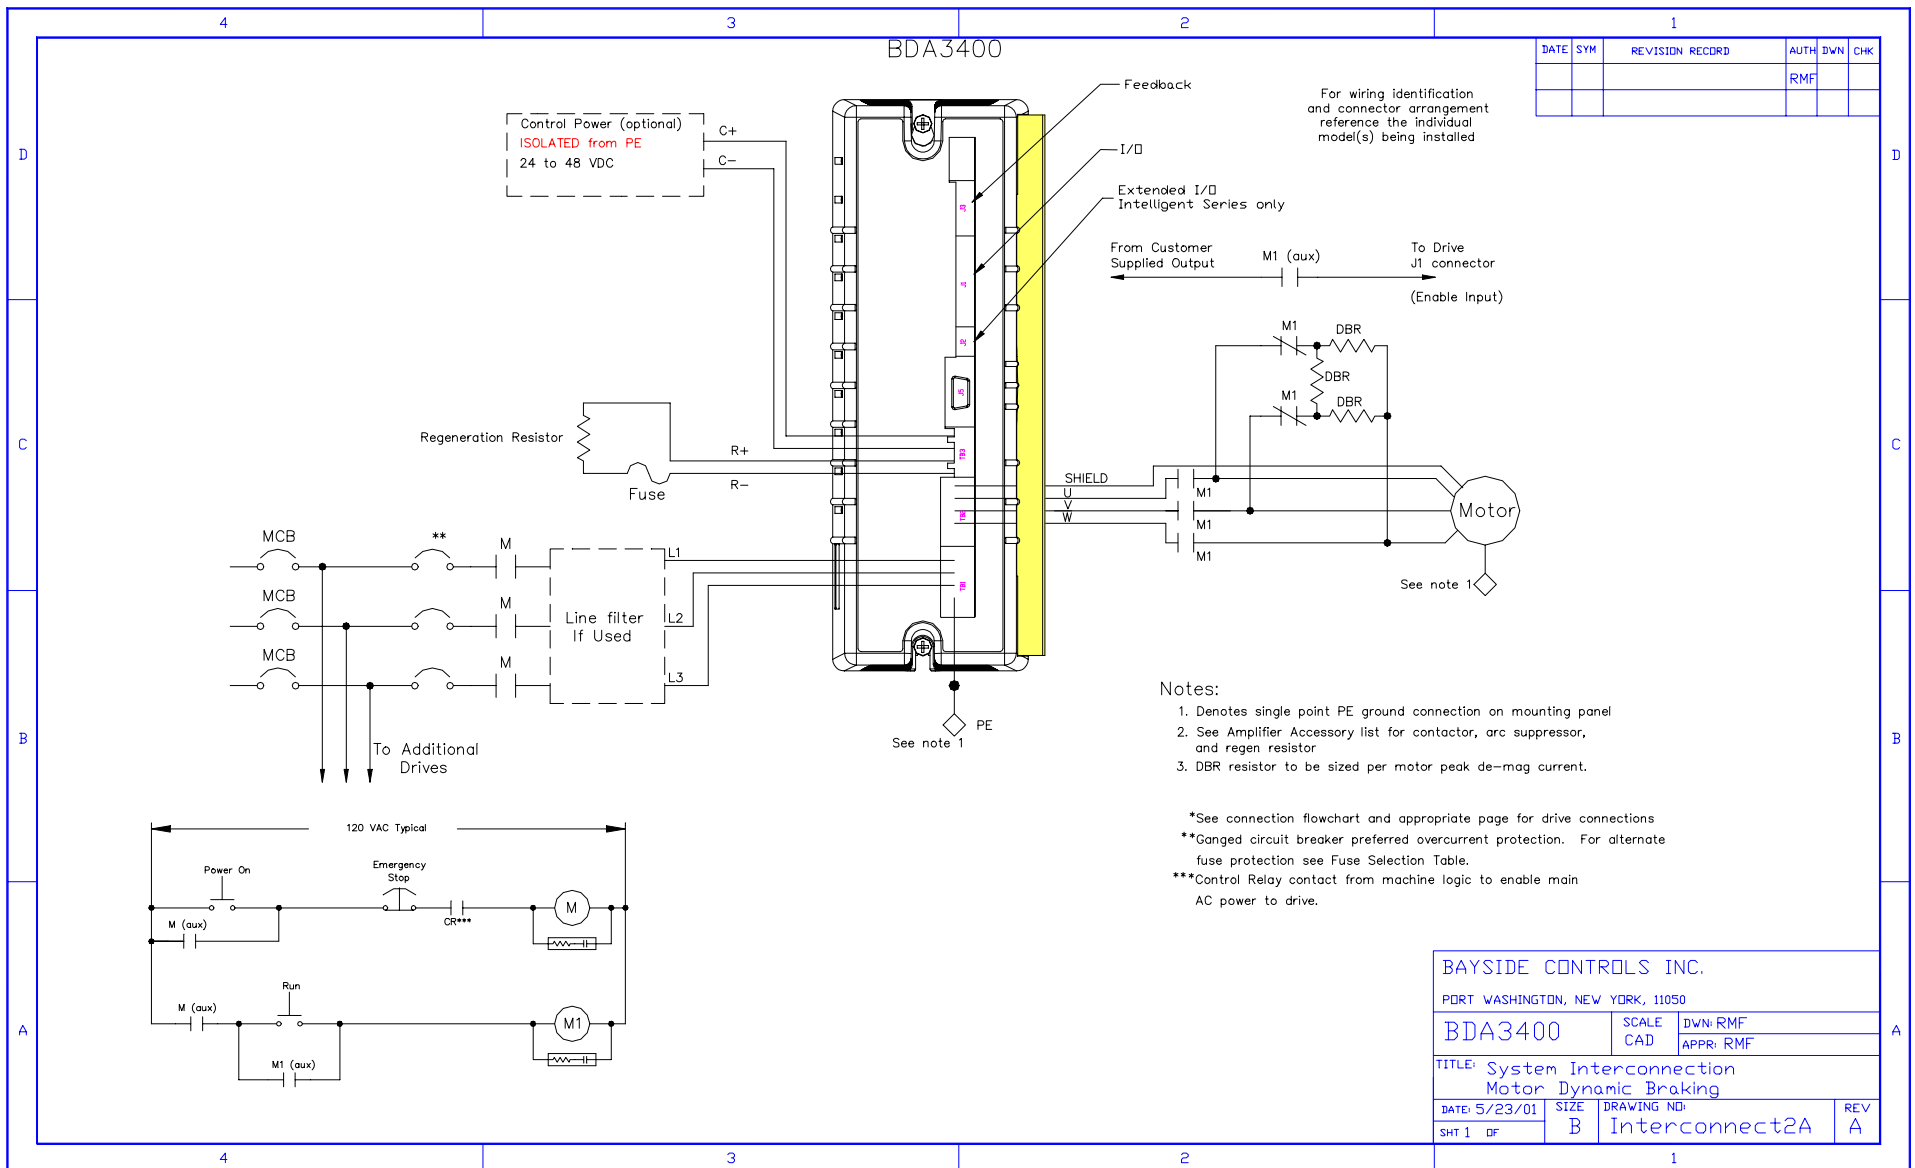 4
3
2
1
BDA3400
DATE
SYM
REVISION RECORD
AUTH
DWN
CHK
RMF
Feedback
For wiring identification
and connector arrangement
reference the individual
model(s) being installed
Control Power (optional)
ISOLATED from PE
24 to 48 VDC
C+
C−
D
D
I/O
Extended I/O
Intelligent Series only
J3
J1
J2
J5
TB3
TB2
TB1
From Customer
Supplied Output
M1 (aux)
To Drive
J1 connector
(Enable Input)
M1
DBR
DBR
M1
DBR
Regeneration Resistor
R+
R−
Fuse
C
C
SHIELD
U
V
W
M1
M1
M1
Motor
See note 1
MCB
**
M
L1
MCB
M
Line filter
If Used
L2
MCB
M
L3
PE
See note 1
To Additional
Drives
B
B
Notes:
1. Denotes single point PE ground connection on mounting panel
2. See Amplifier Accessory list for contactor, arc suppressor,
and regen resistor
3. DBR resistor to be sized per motor peak de−mag current.
*See connection flowchart and appropriate page for drive connections
**Ganged circuit breaker preferred overcurrent protection. For alternate
fuse protection see Fuse Selection Table.
***Control Relay contact from machine logic to enable main
AC power to drive.
120 VAC Typical
Power On
Emergency
Stop
M
M (aux)
CR***
Run
M (aux)
M1
M1 (aux)
A
A
BAYSIDE CONTROLS INC.
PORT WASHINGTON, NEW YORK, 11050
BDA3400
SCALE
CAD
DWN: RMF
APPR: RMF
TITLE: System Interconnection
Motor Dynamic Braking
DATE: 5/23/01
SIZE
B
DRAWING NO:
Interconnect2A
REV
A
SHT 1 OF
4
3
2
1